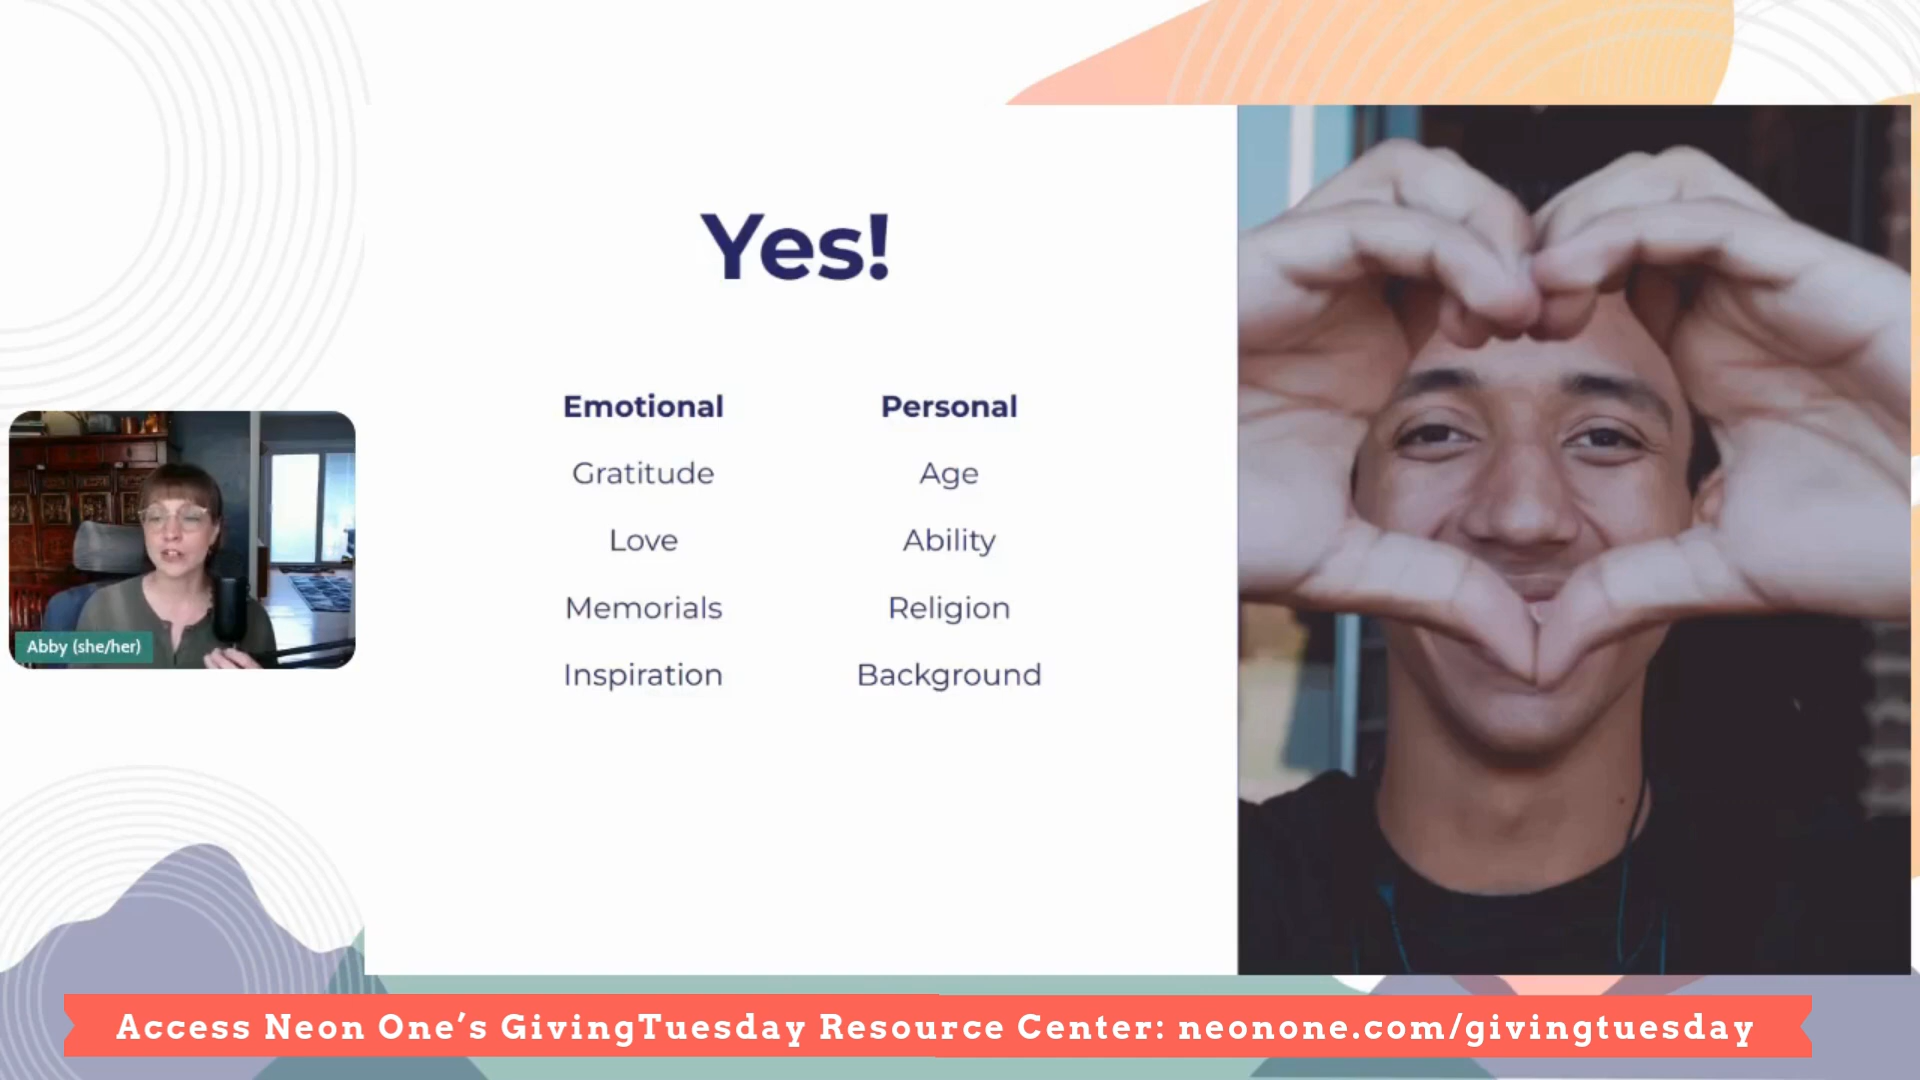 Yes!
Emotional
Gratitude
Love
Memorials
Inspiration
Personal
Age
Ability
Religion
Background
Abby (she/her)
Access Neon One’s GivingTuesday Resource Center: neonone.com/givingtuesday